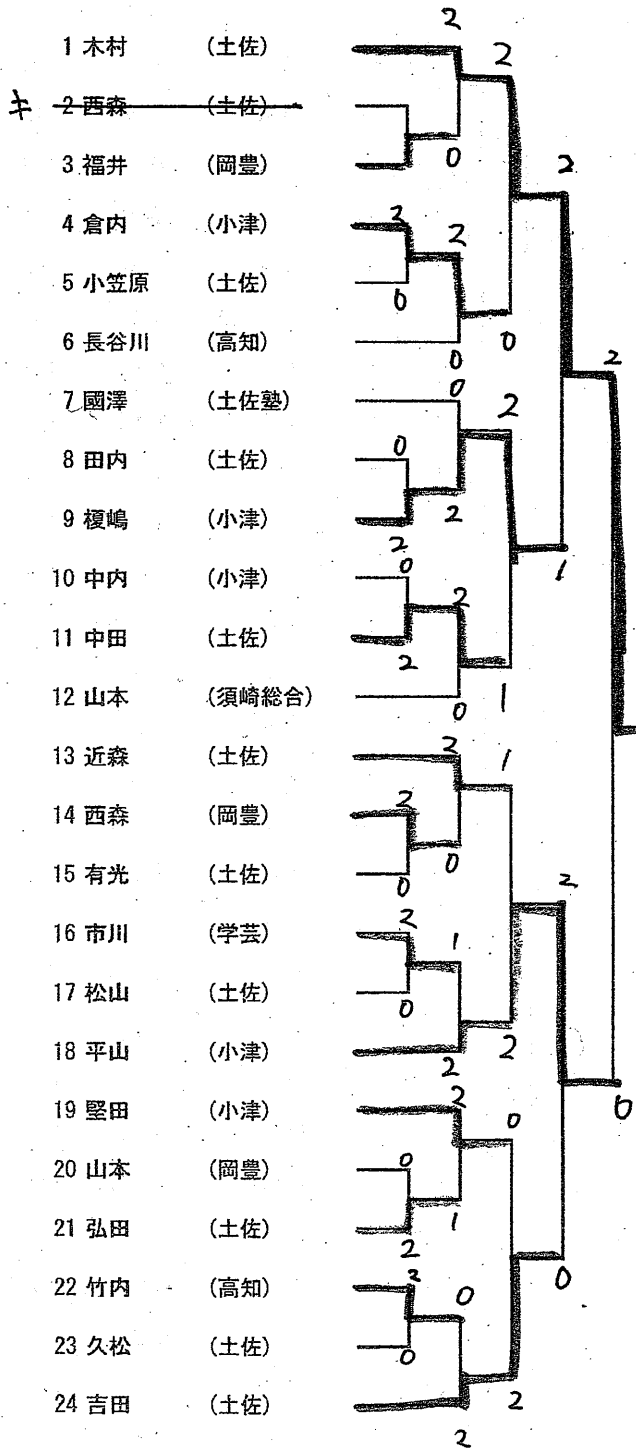 2
1 木村 (土佐) 2
キ 2 西森 (土佐)
0 2
3 福井 (岡豊)
4 倉内 (小津) 2 2
5 小笠原 (土佐) 0
6 長谷川 (高知) 0 0 2
0
7 國澤 (土佐塾) 2
8 田内 (土佐) 0
9 榎嶋 (小津) 2
2
0 1
10 中内 (小津) 2
11 中田 (土佐) 2
12 山本 (須崎総合) 0 1
13 近森 (土佐) 2 1
14 西森 (岡豊) 2
15 有光 (土佐) 0 0 2
16 市川 (学芸) 2 1
17 松山 (土佐) 0
18 平山 (小津) 2 2
2 0
19 堅田 (小津) 0
20 山本 (岡豊) 0
21 弘田 (土佐) 2 1
2 0
22 竹内 (高知) 0
23 久松 (土佐) 0
24 吉田 (土佐) 2
2